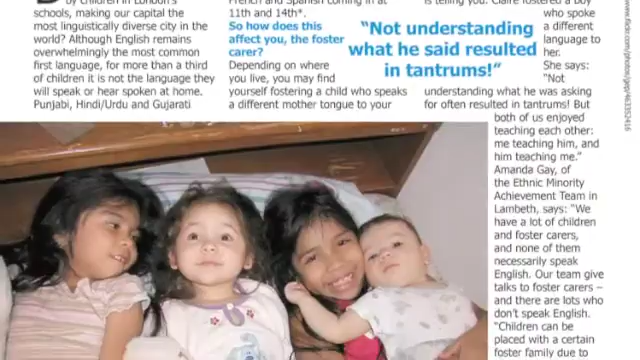 by children in London's
schools, making our capital the
most linguistically diverse city in the
world? Although English remains
overwhelmingly the most common
first language, for more than a third
of children it is not the language they
will speak or hear spoken at home.
Punjabi, Hindi/Urdu and Gujarati
French and Spanish coming in at
11th and 14th*.
So how does this
affect you, the foster
carer?
Depending on where
you live, you may find
yourself fostering a child who speaks
a different mother tongue to your
“Not understanding
what he said resulted
in tantrums!”
is telling you. Claire fostered a boy
who spoke
a different
language to
her.
She says:
“Not
understanding what he was asking
for often resulted in tantrums! But
both of us enjoyed
teaching each other:
me teaching him, and
him teaching me.”
Amanda Gay, of
the Ethnic Minority
Achievement Team in
Lambeth, says: “We
have a lot of children
and foster carers,
and none of them
necessarily speak
English. Our team give
talks to foster carers –
and there are lots who
don't speak English.
“Children can be
placed with a certain
foster family due to